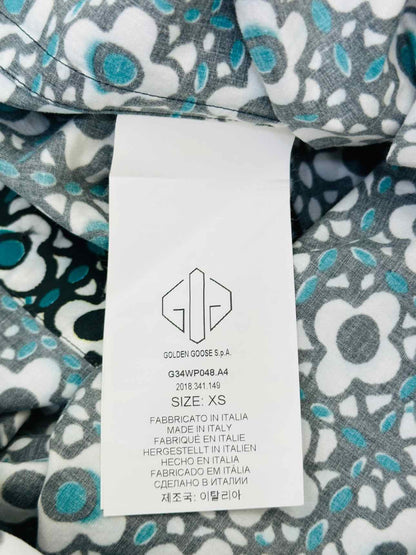 GOLDEN GOOSE S.p.A.
G34WP048.A4
2018.341.149
SIZE: XS
FABBRICATO IN ITALIA
MADE IN ITALY
FABRIQUÉ EN ITALIE
HERGESTELLT IN ITALIEN
HECHO EN ITALIA
FABRICADO EM ITÁLIA
СДЕЛАНО В ИТАЛИИ
제조국: 이탈리아